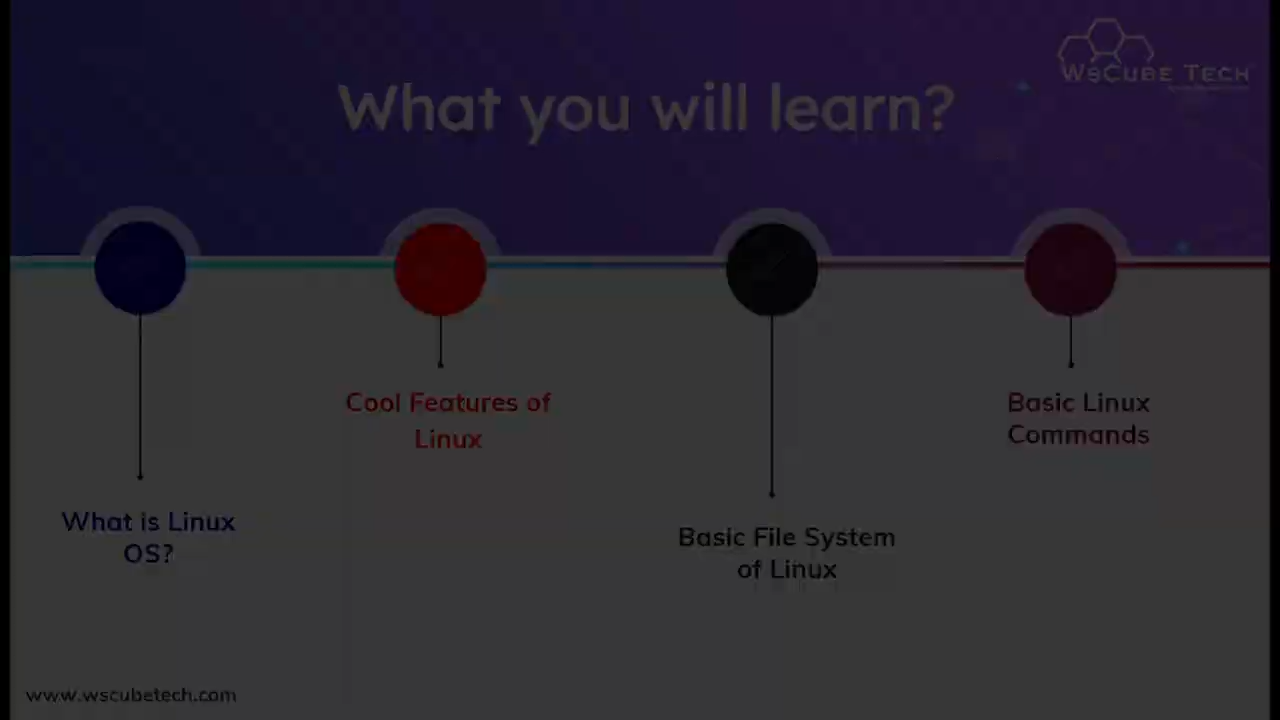 WsCube Tech
What you will learn?
Cool Features of
Linux
Basic Linux
Commands
What is Linux
OS?
Basic File System
of Linux
www.wscubetech.com